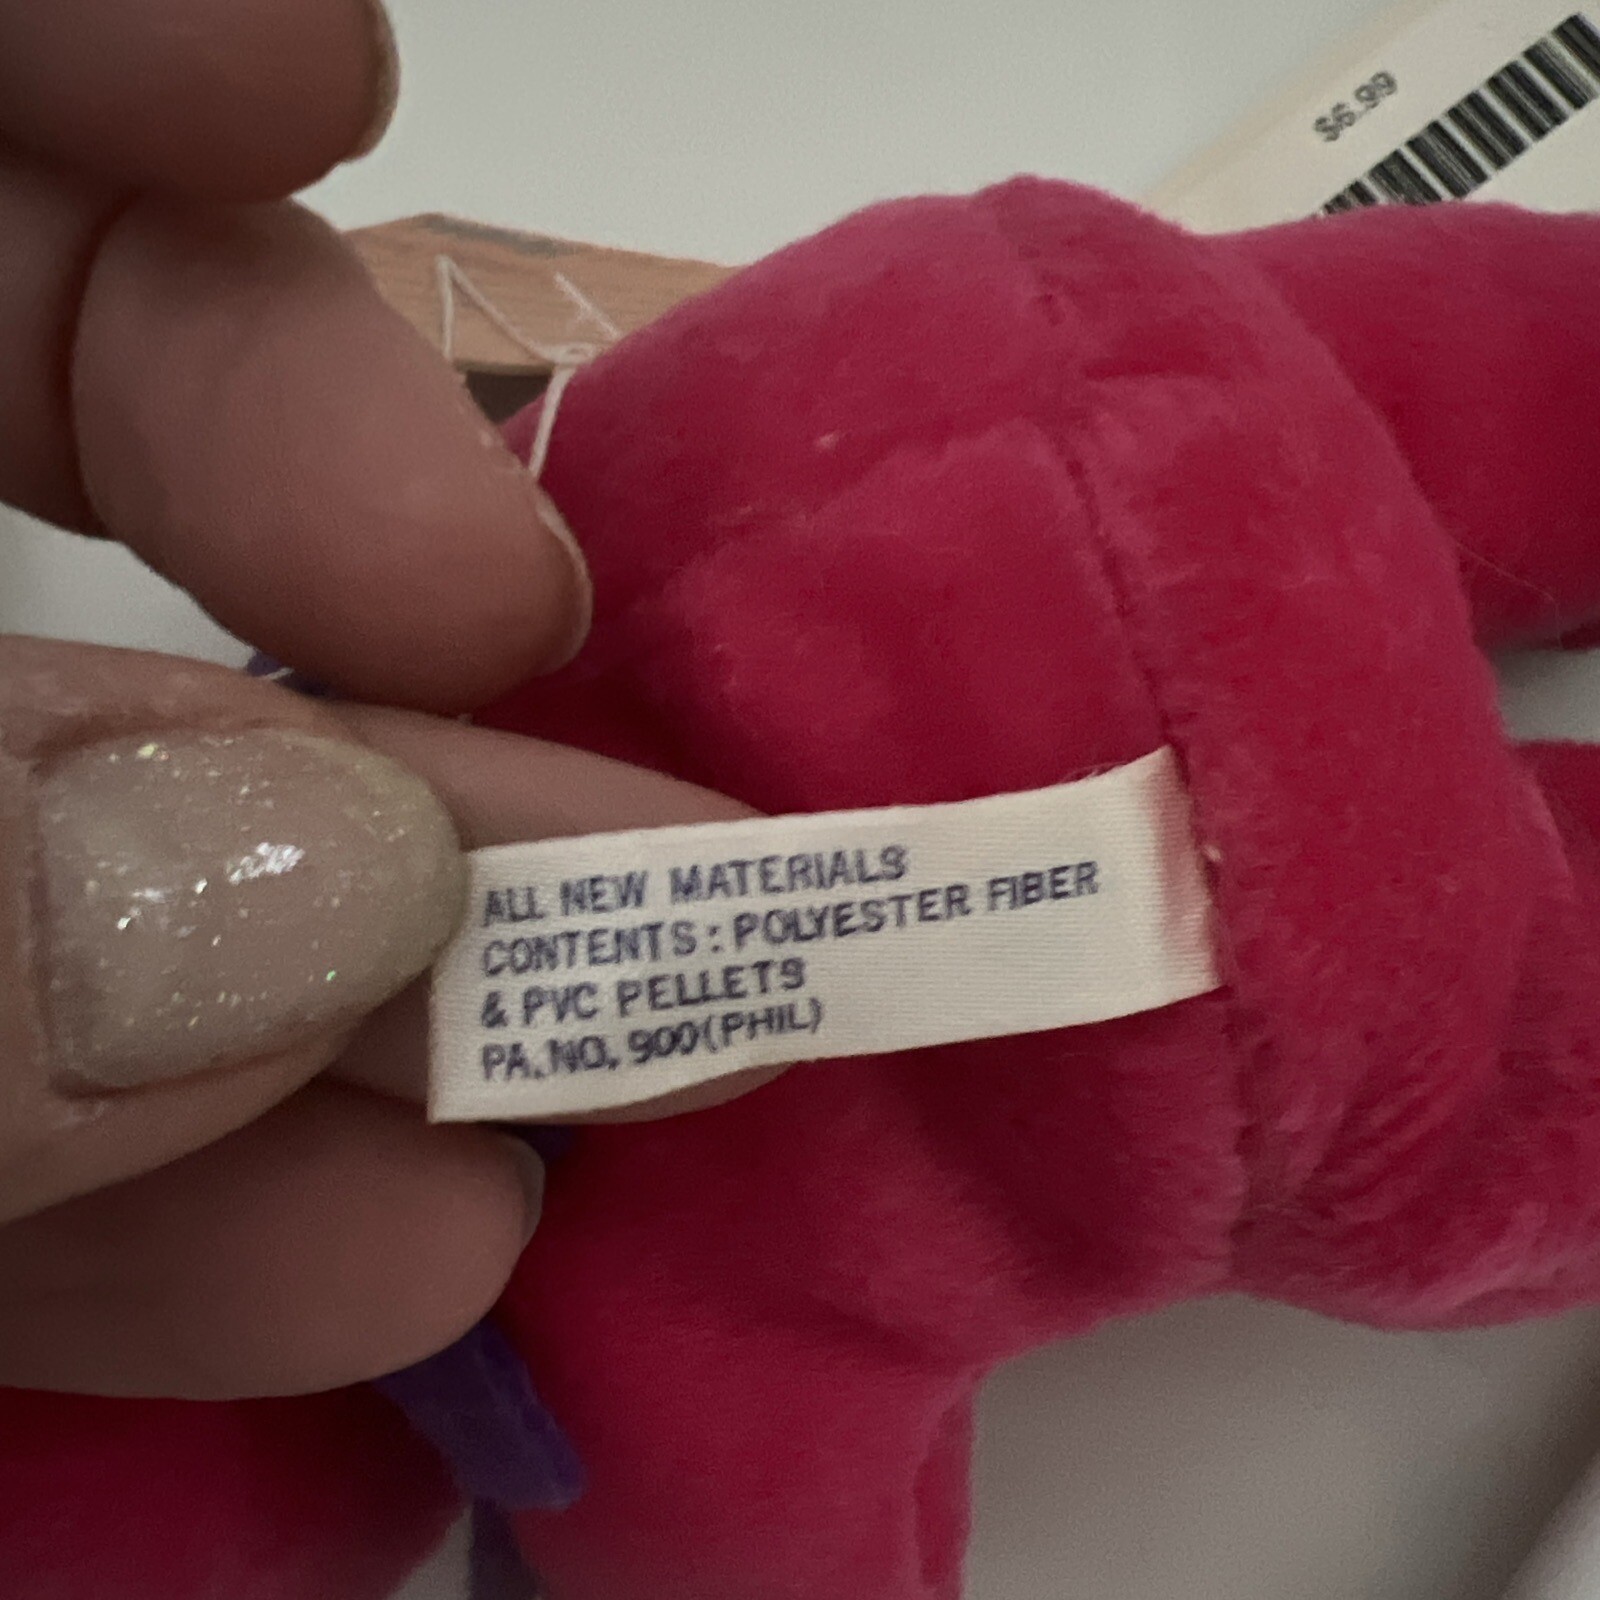 $6.99
ALL NEW MATERIALS
CONTENTS : POLYESTER FIBER
& PVC PELLETS
PA. NO. 900(PHIL)